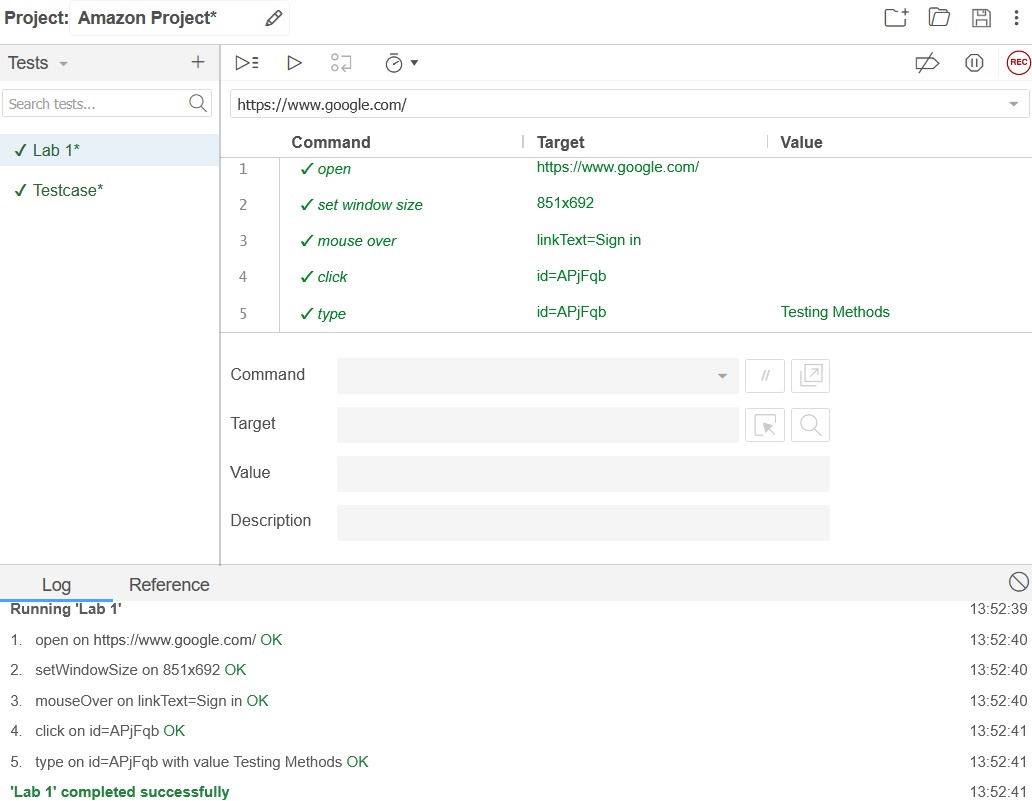 Project: Amazon Project*
Tests
REC
Search tests...
https://www.google.com/
Command Target Value
✓ Lab 1*
✓ Testcase*
1 ✓ open https://www.google.com/
2 ✓ set window size 851x692
3 ✓ mouse over linkText=Sign in
4 ✓ click id=APjFqb
5 ✓ type id=APjFqb Testing Methods
Command //
Target
Value
Description
Log Reference
Running 'Lab 1' 13:52:39
1. open on https://www.google.com/ OK 13:52:40
2. setWindowSize on 851x692 OK 13:52:40
3. mouseOver on linkText=Sign in OK 13:52:40
4. click on id=APjFqb OK 13:52:41
5. type on id=APjFqb with value Testing Methods OK 13:52:41
'Lab 1' completed successfully 13:52:41